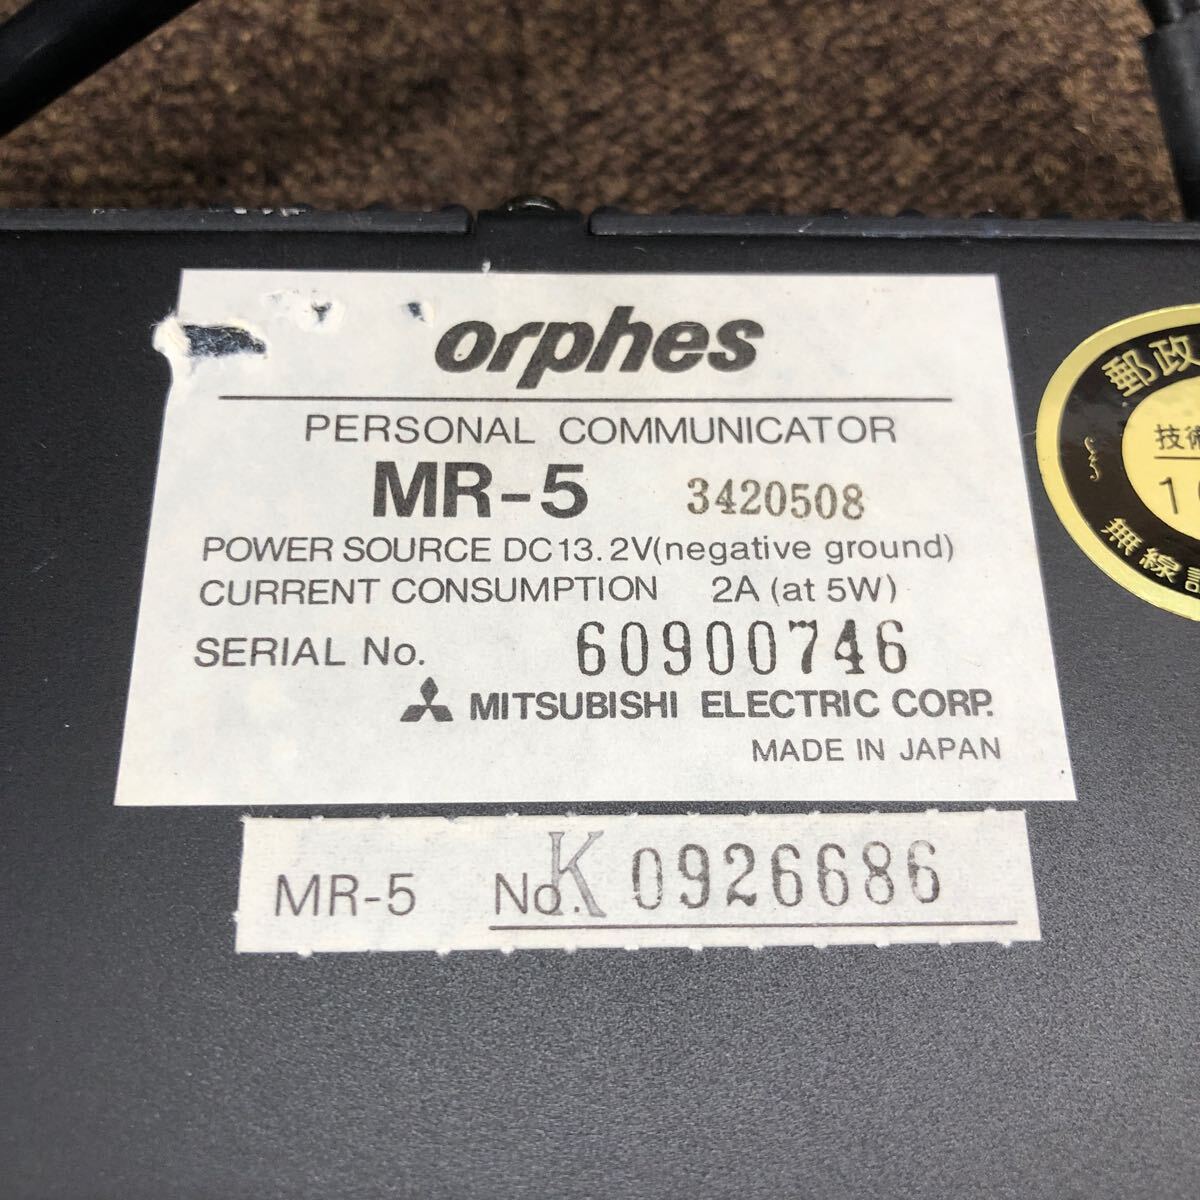 orphes
PERSONAL COMMUNICATOR
MR-5 3420508
POWER SOURCE DC13.2V(negative ground)
CURRENT CONSUMPTION 2A (at 5W)
SERIAL No. 60900746
MITSUBISHI ELECTRIC CORP.
MADE IN JAPAN
MR-5 No. K 0926686
郵政
技術
1
無線